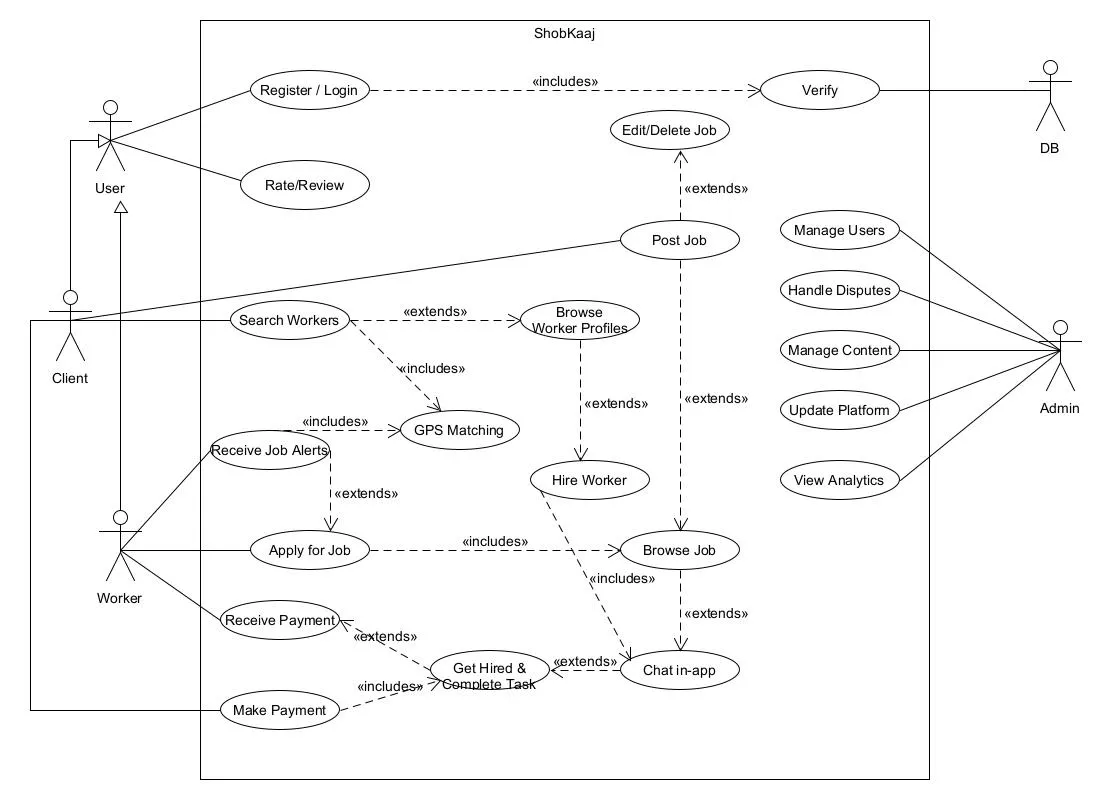 ShobKaaj
Register / Login
«includes»
Verify
DB
User
Edit/Delete Job
Rate/Review
«extends»
Post Job
Manage Users
Handle Disputes
Client
Search Workers
«extends»
Browse
Worker Profiles
Manage Content
Admin
«includes»
«extends»
«extends»
Update Platform
«includes»
GPS Matching
Receive Job Alerts
Hire Worker
View Analytics
«extends»
Worker
Apply for Job
«includes»
Browse Job
«includes»
«extends»
Receive Payment
«extends»
Get Hired &
Complete Task
«extends»
Chat in-app
«includes»
Make Payment